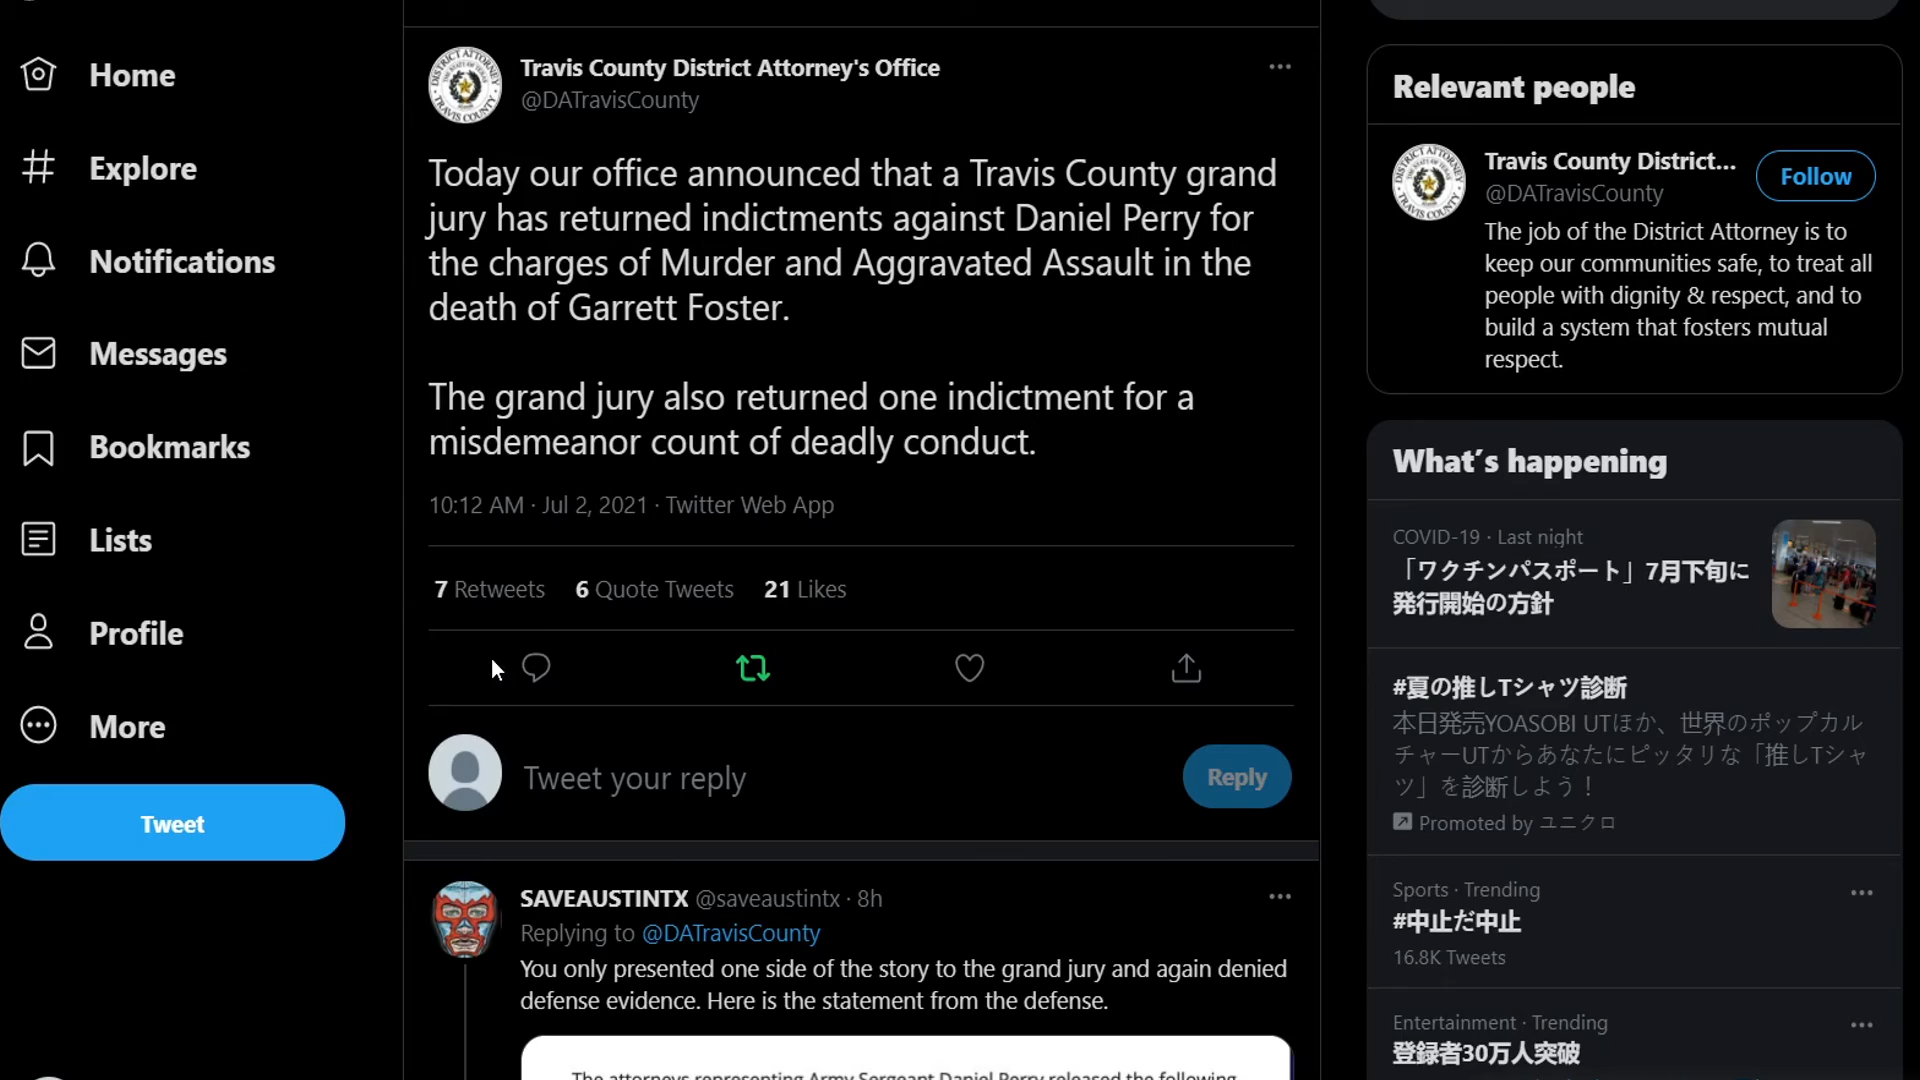 Home
Explore
Notifications
Messages
Bookmarks
Lists
Profile
More
Tweet
Travis County District Attorney's Office
@DATravisCounty
Today our office announced that a Travis County grand
jury has returned indictments against Daniel Perry for
the charges of Murder and Aggravated Assault in the
death of Garrett Foster.
The grand jury also returned one indictment for a
misdemeanor count of deadly conduct.
10:12 AM · Jul 2, 2021 · Twitter Web App
7 Retweets 6 Quote Tweets 21 Likes
Tweet your reply
Reply
SAVEAUSTINTX @saveaustintx · 8h
Replying to @DATravisCounty
You only presented one side of the story to the grand jury and again denied
defense evidence. Here is the statement from the defense.
The attorneys representing Army Sergeant Daniel Perry released the following
Relevant people
Travis County District...
@DATravisCounty
Follow
The job of the District Attorney is to
keep our communities safe, to treat all
people with dignity & respect, and to
build a system that fosters mutual
respect.
What's happening
COVID-19 · Last night
「ワクチンパスポート」7月下旬に
発行開始の方針
#夏の推しTシャツ診断
本日発売YOASOBI UTほか、世界のポップカル
チャーUTからあなたにピッタリな「推しTシャ
ツ」を診断しよう！
Promoted by ユニクロ
Sports · Trending
#中止だ中止
16.8K Tweets
Entertainment · Trending
登録者30万人突破